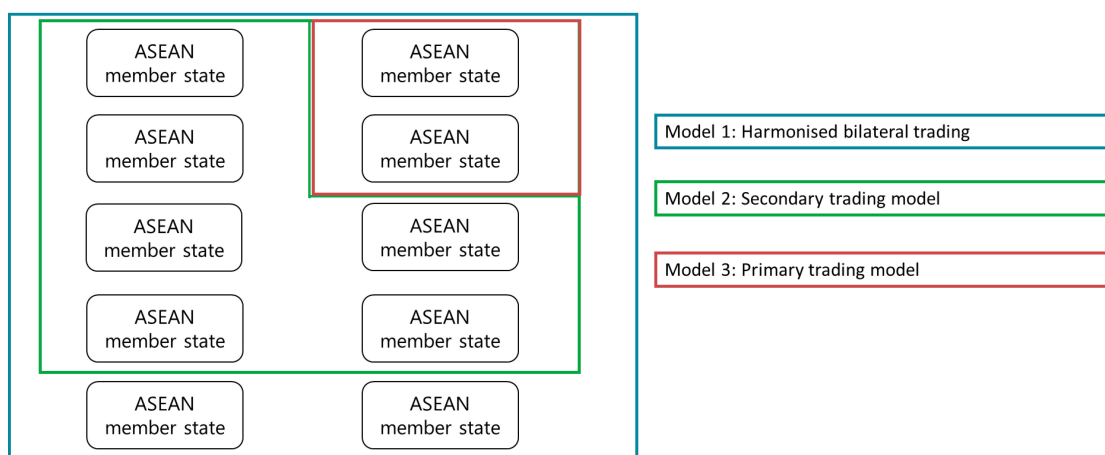 ASEAN
member state
ASEAN
member state
ASEAN
member state
ASEAN
member state
ASEAN
member state
ASEAN
member state
ASEAN
member state
ASEAN
member state
ASEAN
member state
ASEAN
member state
Model 1: Harmonised bilateral trading
Model 2: Secondary trading model
Model 3: Primary trading model